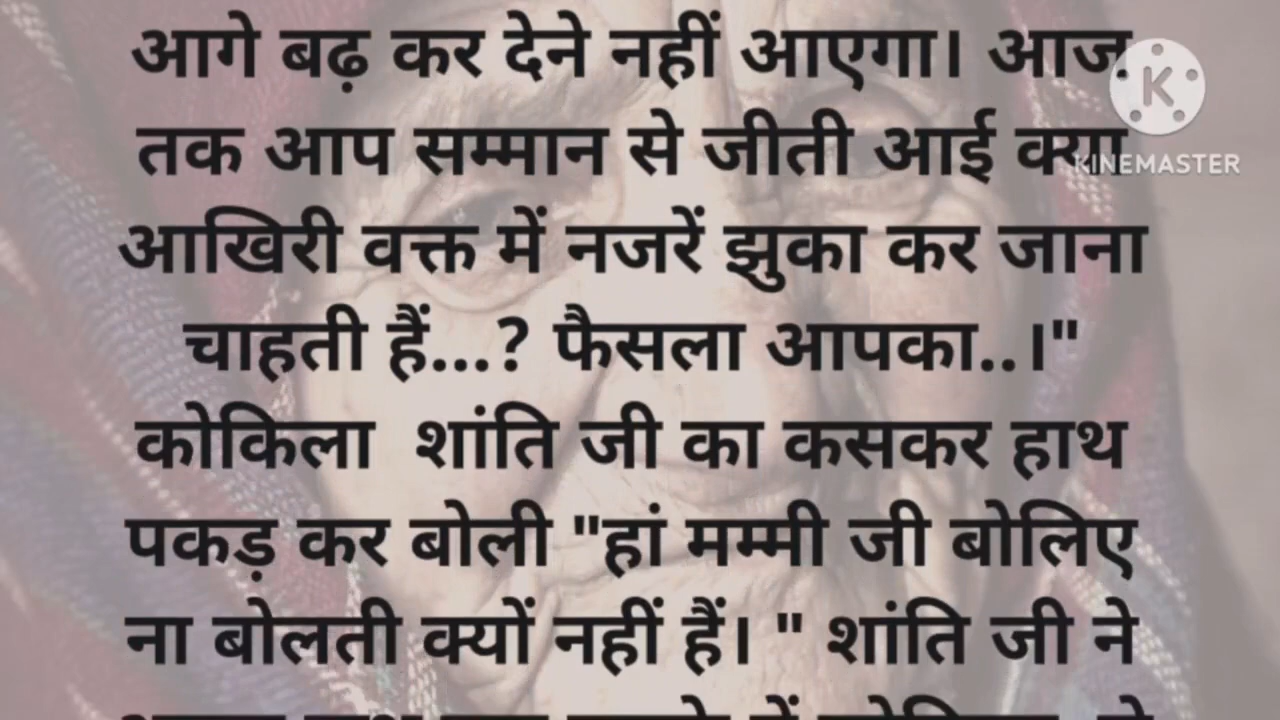 आगे बढ़ कर देने नहीं आएगा। आज
तक आप सम्मान से जीती आई क्या
आखिरी वक्त में नजरें झुका कर जाना
चाहती हैं...? फैसला आपका..।"
कोकिला शांति जी का कसकर हाथ
पकड़ कर बोली "हां मम्मी जी बोलिए
ना बोलती क्यों नहीं हैं। " शांति जी ने
K
KINEMASTER